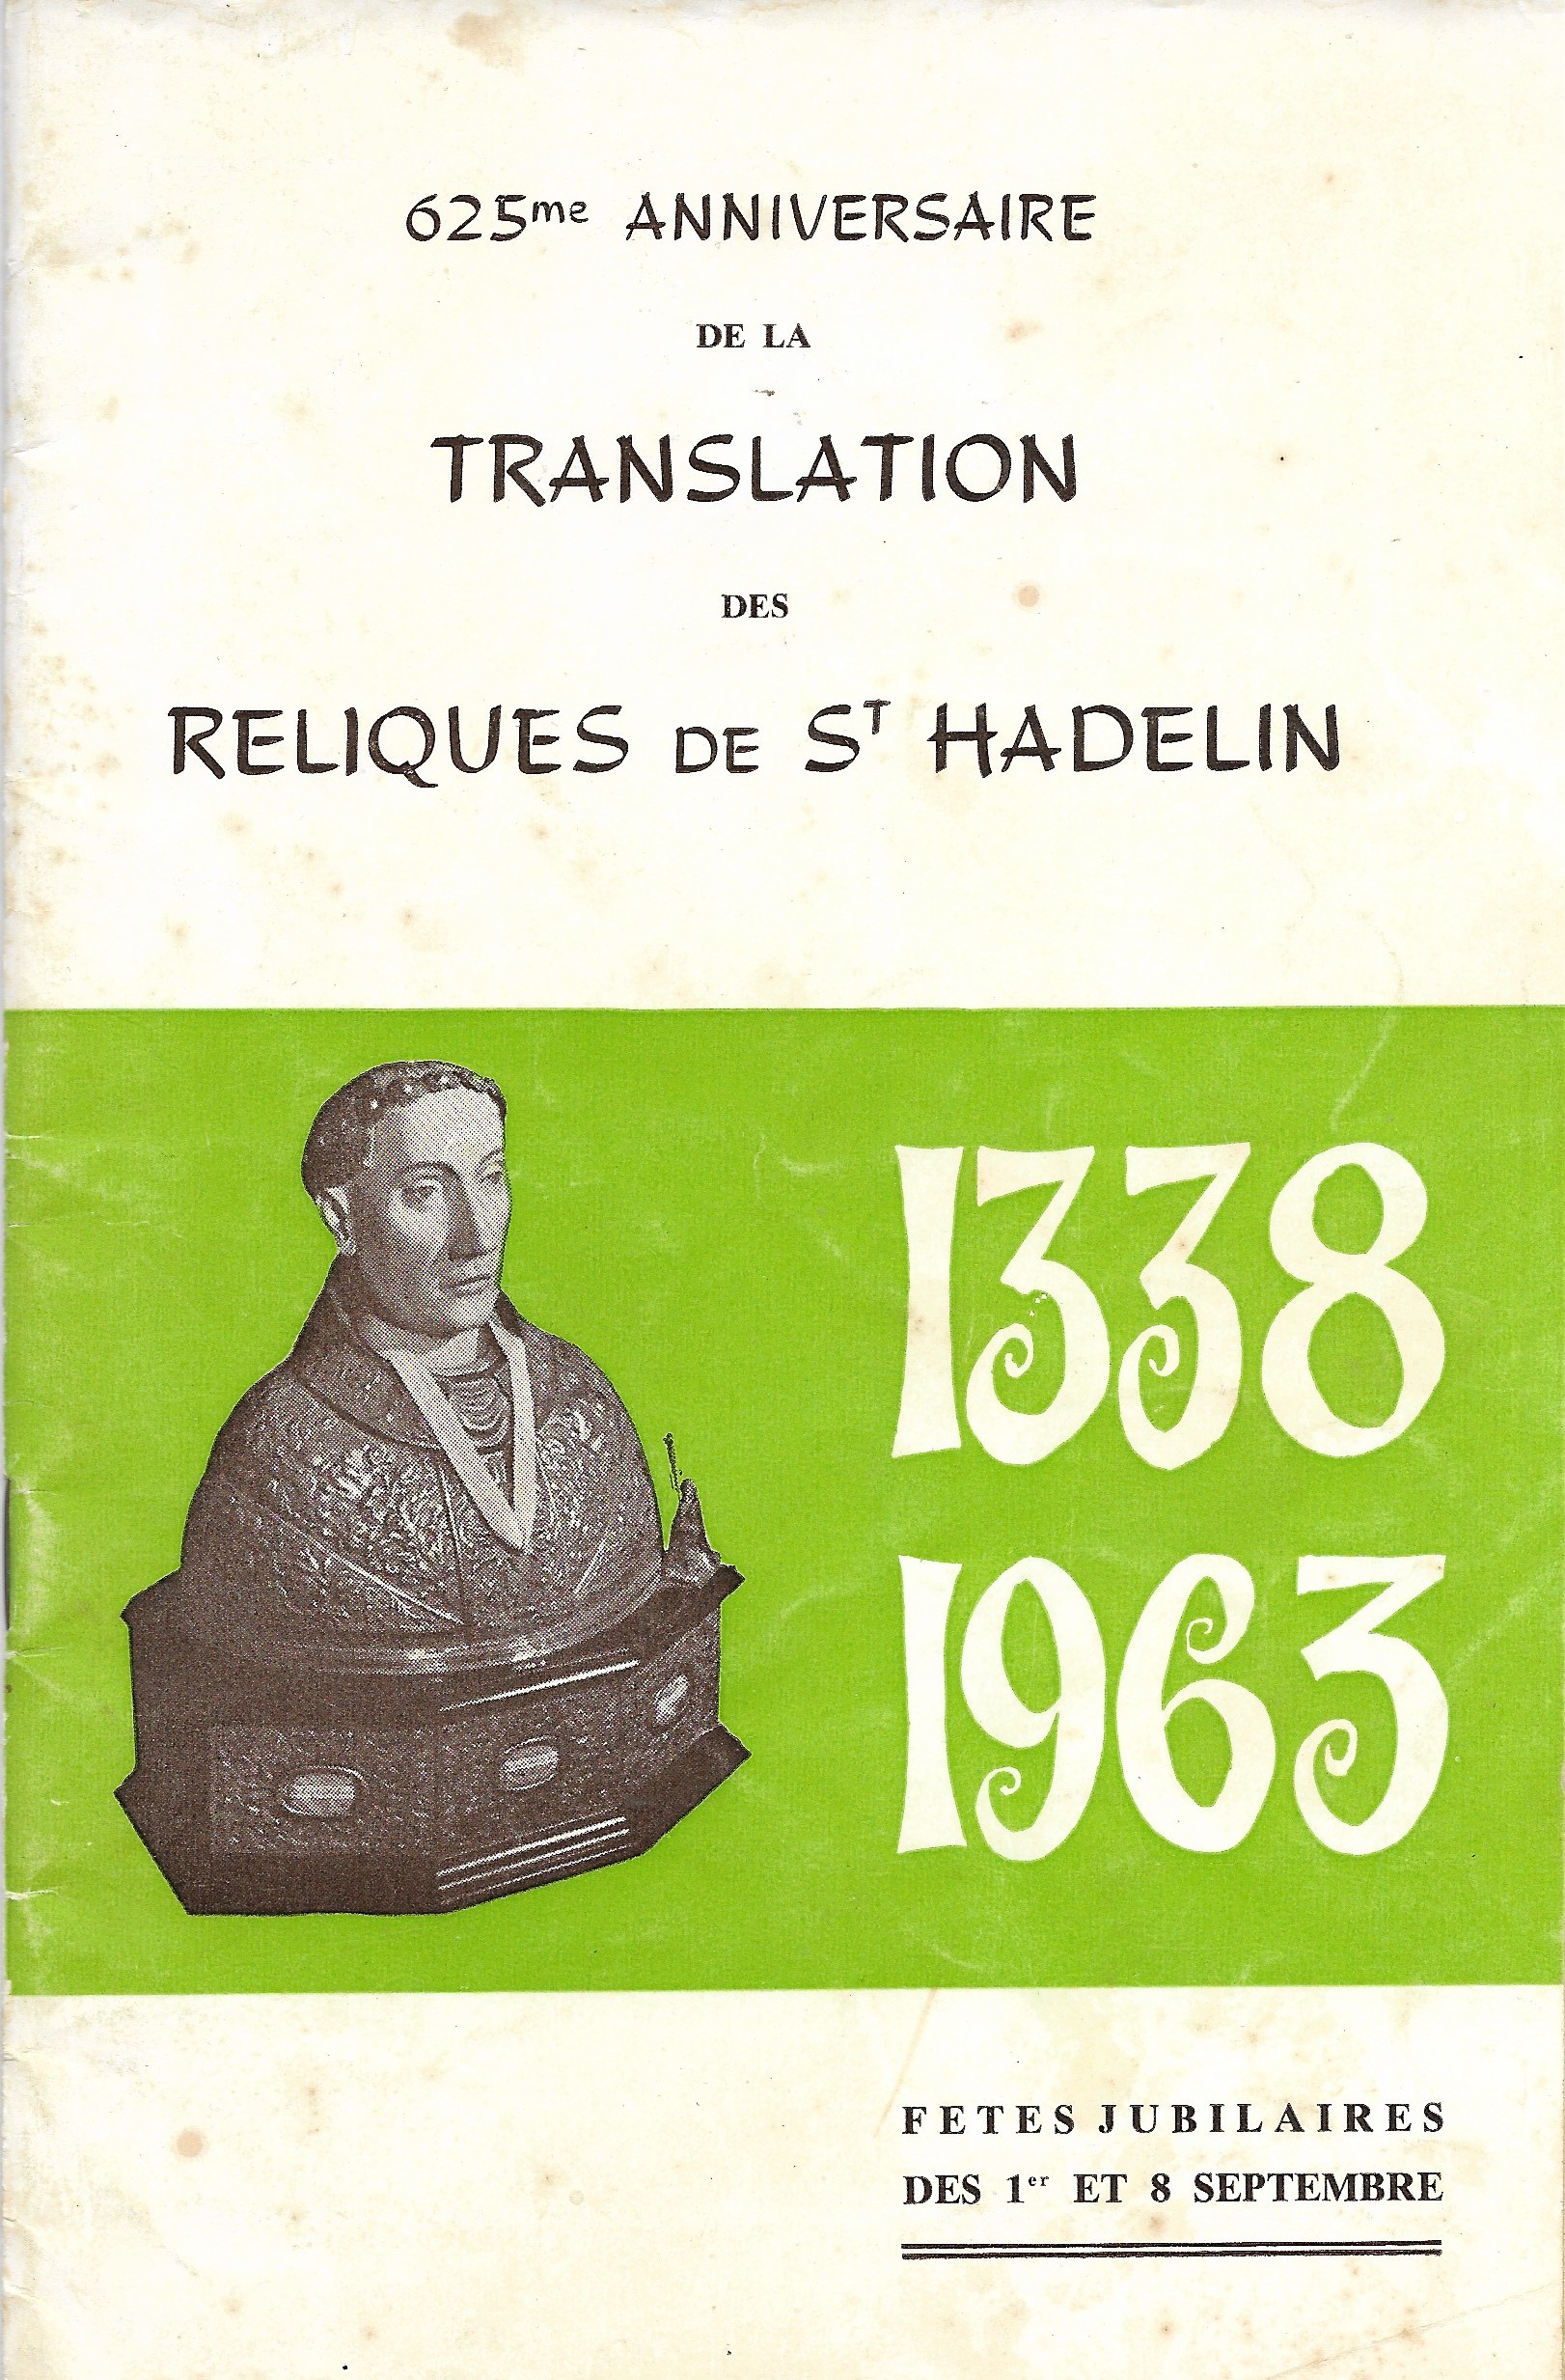 625me ANNIVERSAIRE
DE LA
TRANSLATION
DES
RELIQUES DE ST HADELIN
1338
1963
FETES JUBILAIRES
DES 1er ET 8 SEPTEMBRE